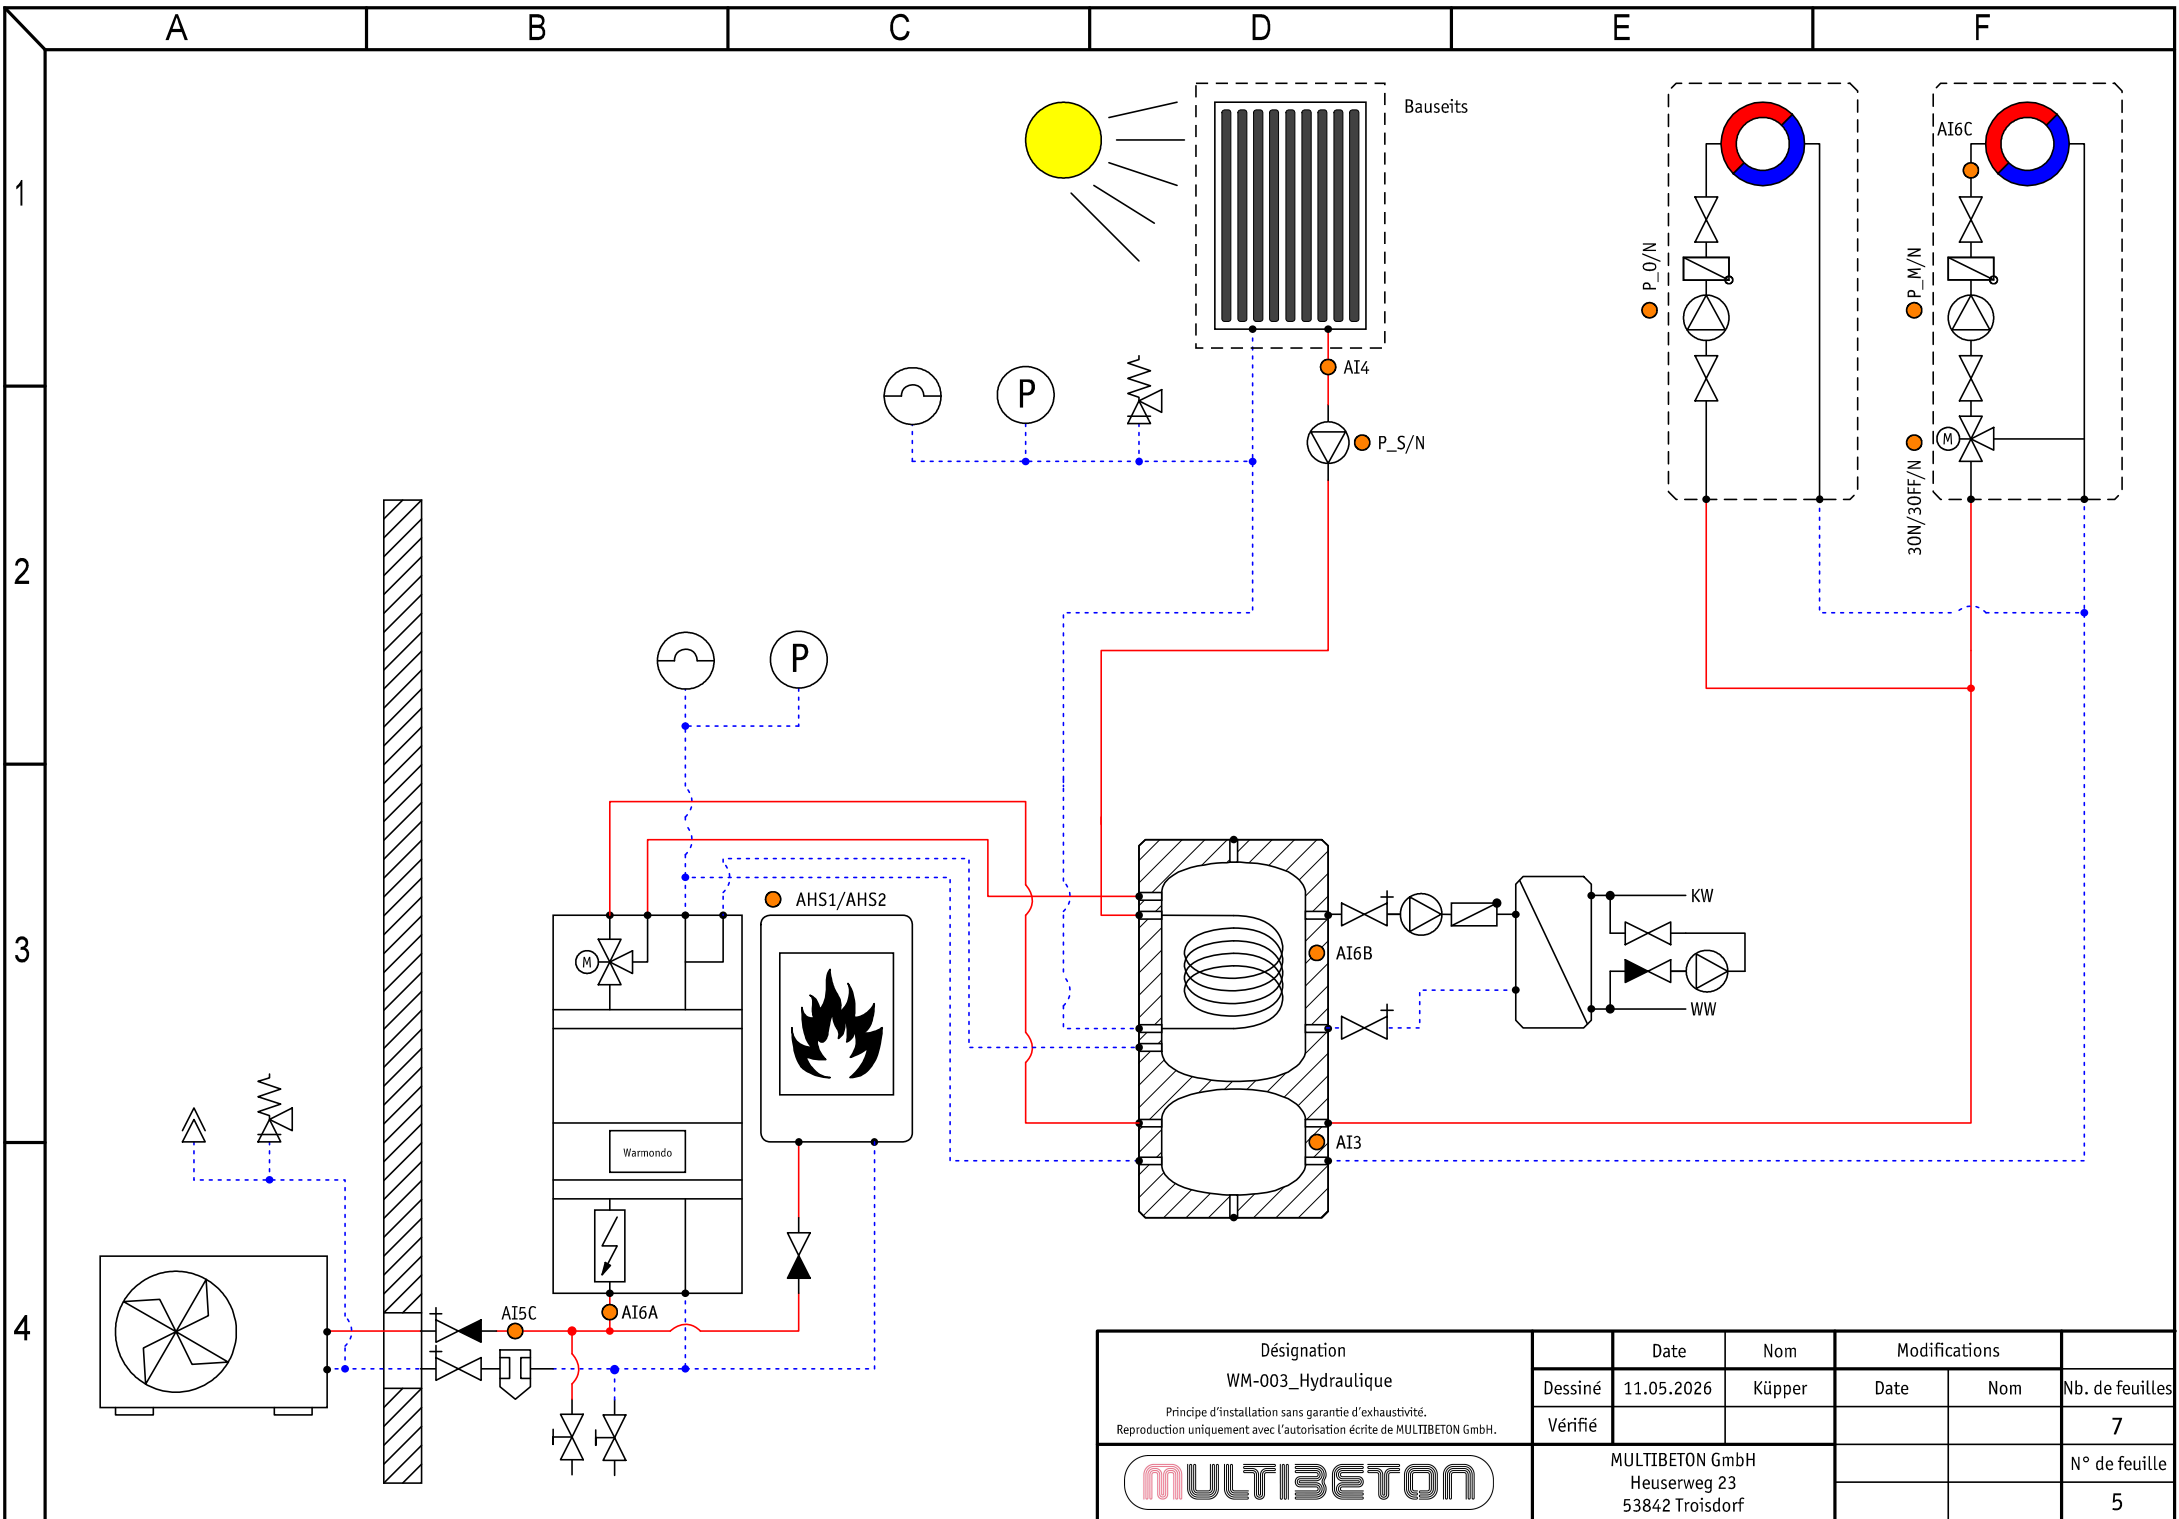 A
B
C
D
E
F
1
2
3
4
Bauseits
AI6C
P_O/N
P_M/N
AI4
P
P_S/N
M
3ON/3OFF/N
P
AHS1/AHS2
KW
M
AI6B
WW
AI3
Warmondo
AI5C
AI6A
Désignation
WM-003_Hydraulique
Principe d'installation sans garantie d'exhaustivité.
Reproduction uniquement avec l'autorisation écrite de MULTIBETON GmbH.
MULTIBETON
Date
Nom
Modifications
Dessiné
11.05.2026
Küpper
Date
Nom
Nb. de feuilles
Vérifié
7
MULTIBETON GmbH
Heuserweg 23
53842 Troisdorf
N° de feuille
5